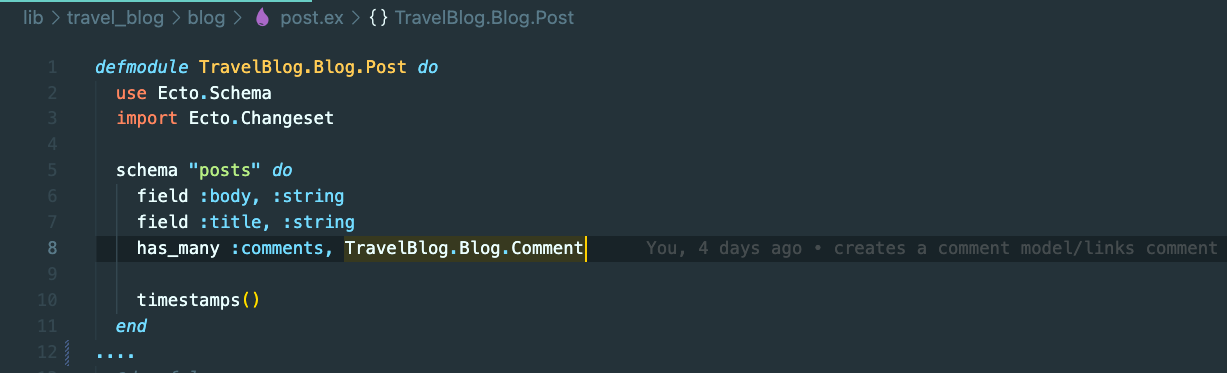 lib > travel_blog > blog > post.ex > {} TravelBlog.Blog.Post
1 defmodule TravelBlog.Blog.Post do
2 use Ecto.Schema
3 import Ecto.Changeset
4
5 schema "posts" do
6 field :body, :string
7 field :title, :string
8 has_many :comments, TravelBlog.Blog.Comment You, 4 days ago • creates a comment model/links comment
9
10 timestamps()
11 end
12 ....